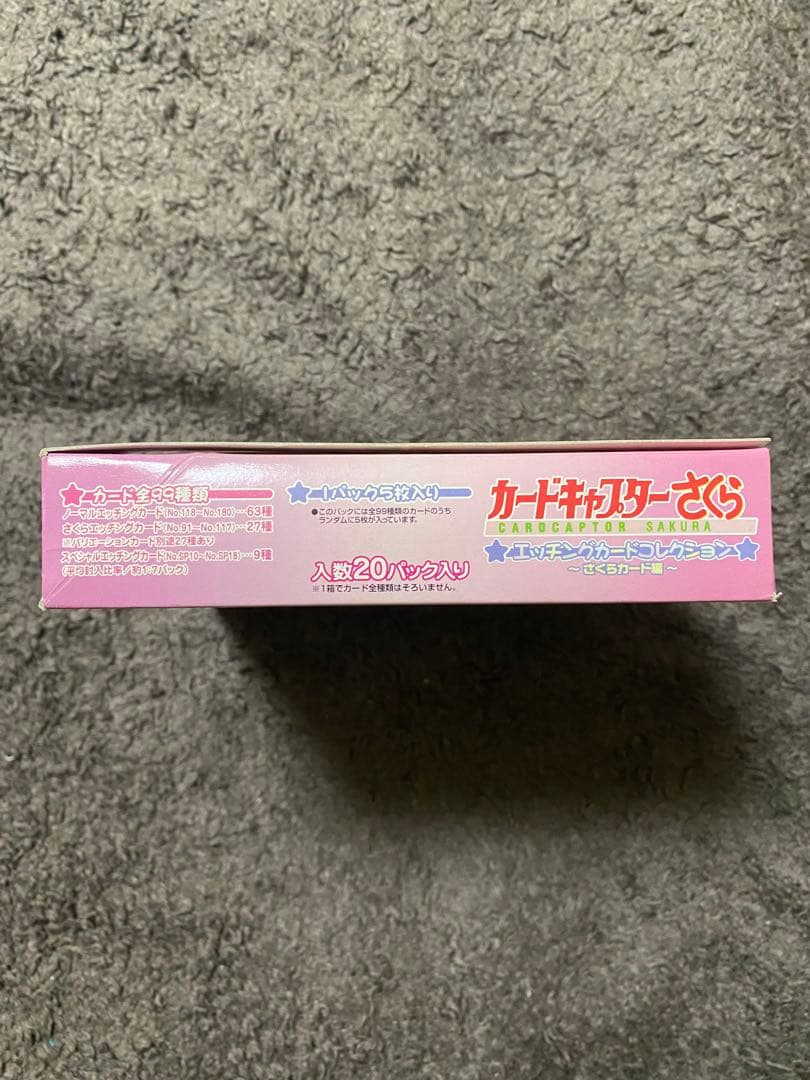 ★カード全99種類
ノーマルエッチングカード(No.118~No.180)…63種
さくらエッチングカード(No.91~No.117)…27種
※バリエーションカード別途27種あり
スペシャルエッチングカード(No.SP10~No.SP18)…9種
(平均封入比率/約1:7パック)
★1パック5枚入り
●このパックには全99種類のカードのうち
ランダムに5枚が入っています。
入数20パック入り
※1箱でカード全種類はそろいません。
カードキャプターさくら
CARDCAPTOR SAKURA
★エッチングカードコレクション★
~さくらカード編~